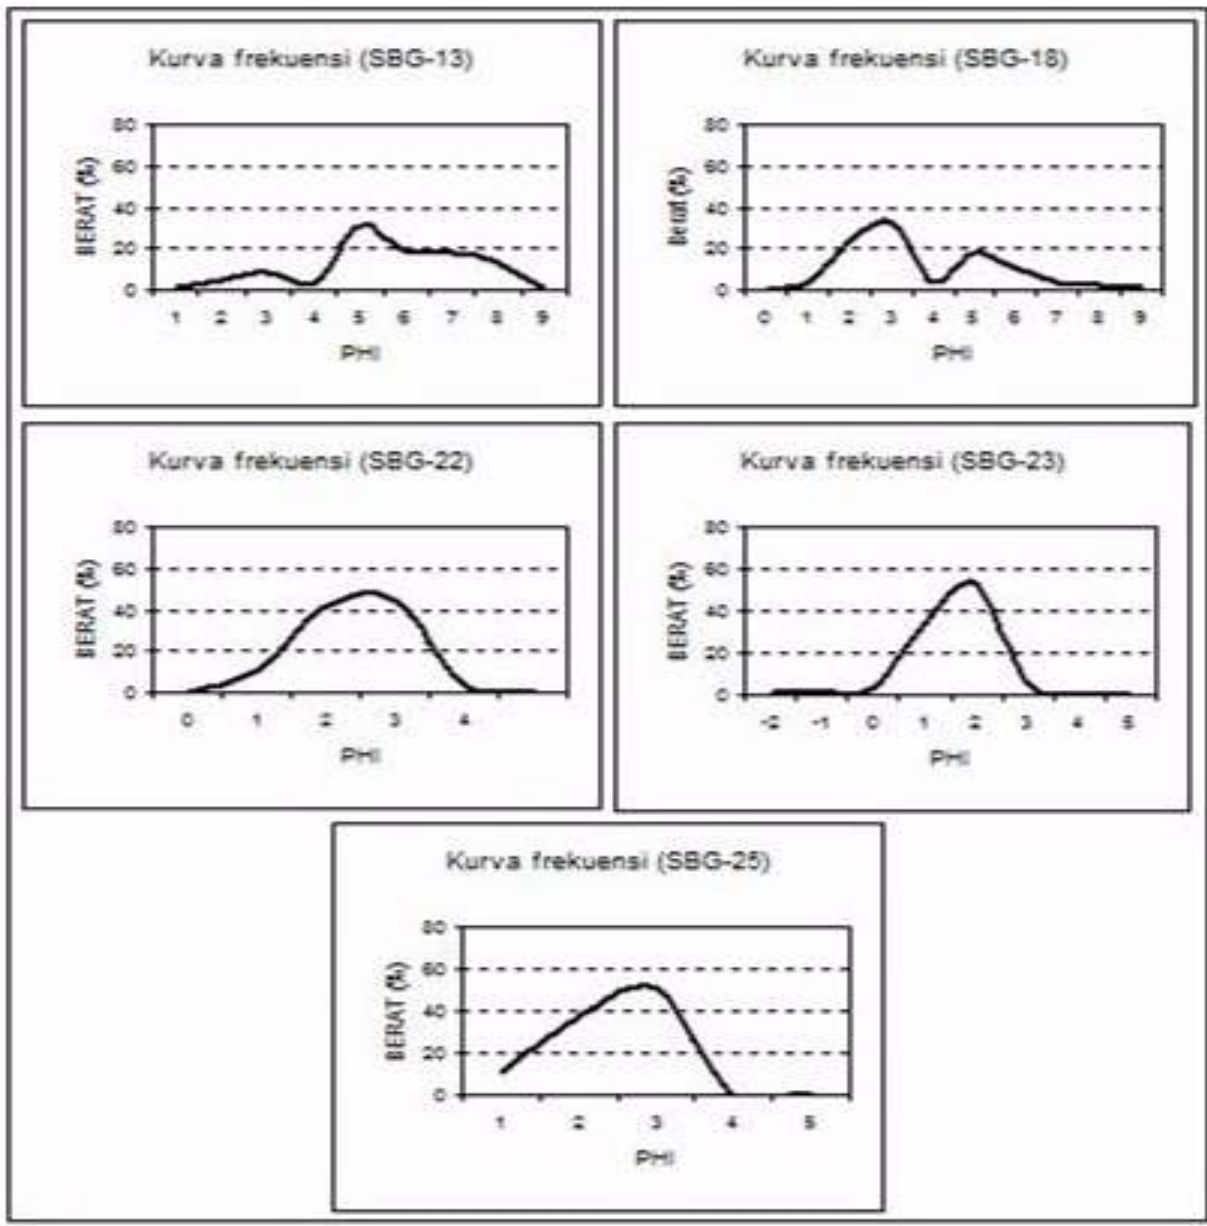 Kurva frekuensi (SBG-13)
80
60
40
20
0
BERAT (%)
1 2 3 4 5 6 7 8 9
PHI
Kurva frekuensi (SBG-18)
80
60
40
20
0
Berat (%)
0 1 2 3 4 5 6 7 8 9
PHI
Kurva frekuensi (SBG-22)
80
60
40
20
0
BERAT (%)
0 1 2 3 4
PHI
Kurva frekuensi (SBG-23)
80
60
40
20
0
BERAT (%)
-2 -1 0 1 2 3 4 5
PHI
Kurva frekuensi (SBG-25)
80
60
40
20
0
BERAT (%)
1 2 3 4 5
PHI